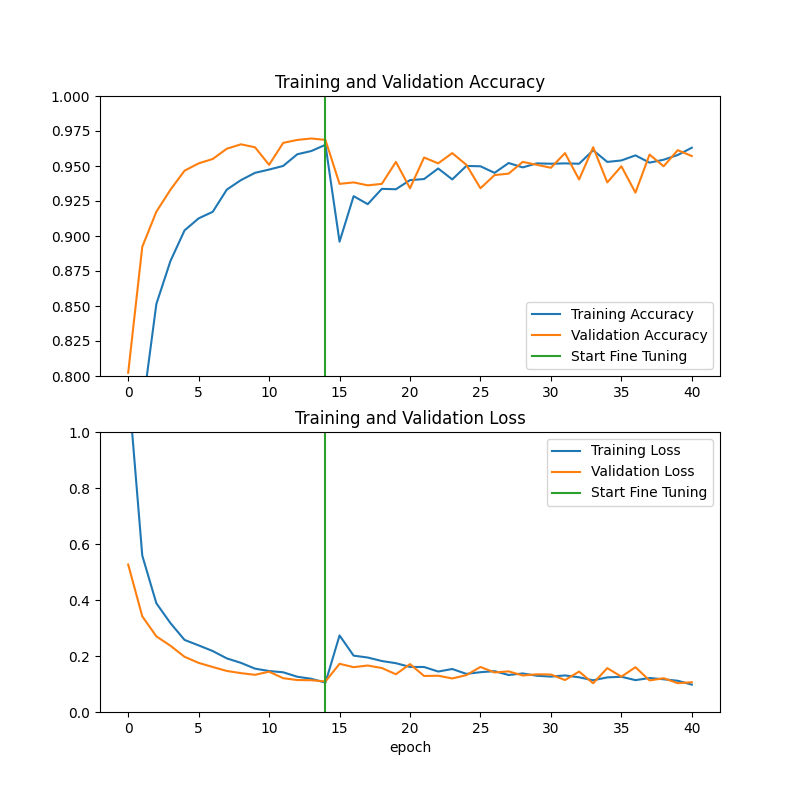 Training and Validation Accuracy
1.000
0.975
0.950
0.925
0.900
0.875
0.850
0.825
0.800
Training Accuracy
Validation Accuracy
Start Fine Tuning
0 5 10 15 20 25 30 35 40
Training and Validation Loss
1.0
0.8
0.6
0.4
0.2
0.0
Training Loss
Validation Loss
Start Fine Tuning
0 5 10 15 20 25 30 35 40
epoch